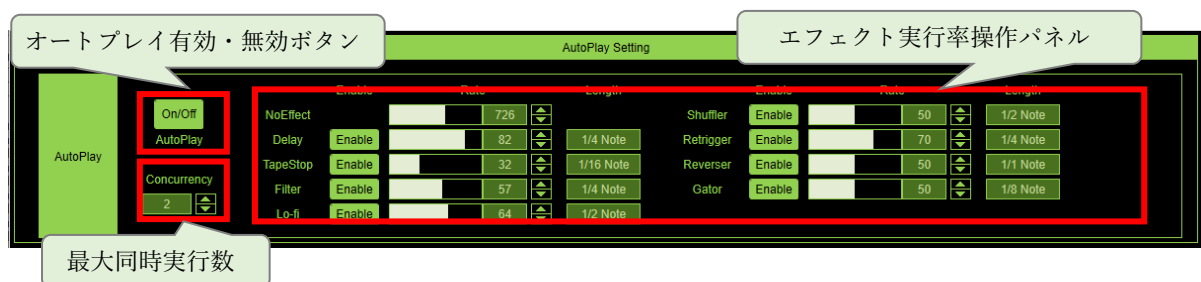 オートプレイ有効・無効ボタン
AutoPlay Setting
エフェクト実行率操作パネル
Enable Rate Length Enable Rate Length
On/Off
AutoPlay
AutoPlay
Concurrency
2
NoEffect 726 Shuffler Enable 50 1/2 Note
Delay Enable 82 1/4 Note Retrigger Enable 70 1/4 Note
TapeStop Enable 32 1/16 Note Reverser Enable 50 1/1 Note
Filter Enable 57 1/4 Note Gator Enable 50 1/8 Note
Lo-fi Enable 64 1/2 Note
最大同時実行数